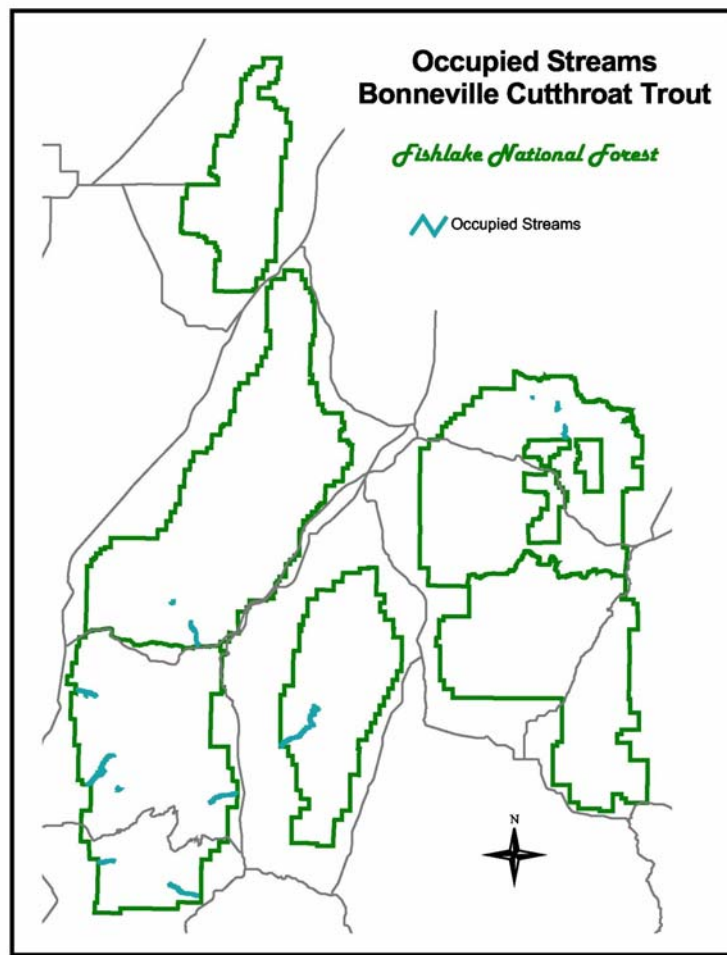 Occupied Streams
Bonneville Cutthroat Trout
Fishlake National Forest
Occupied Streams
N